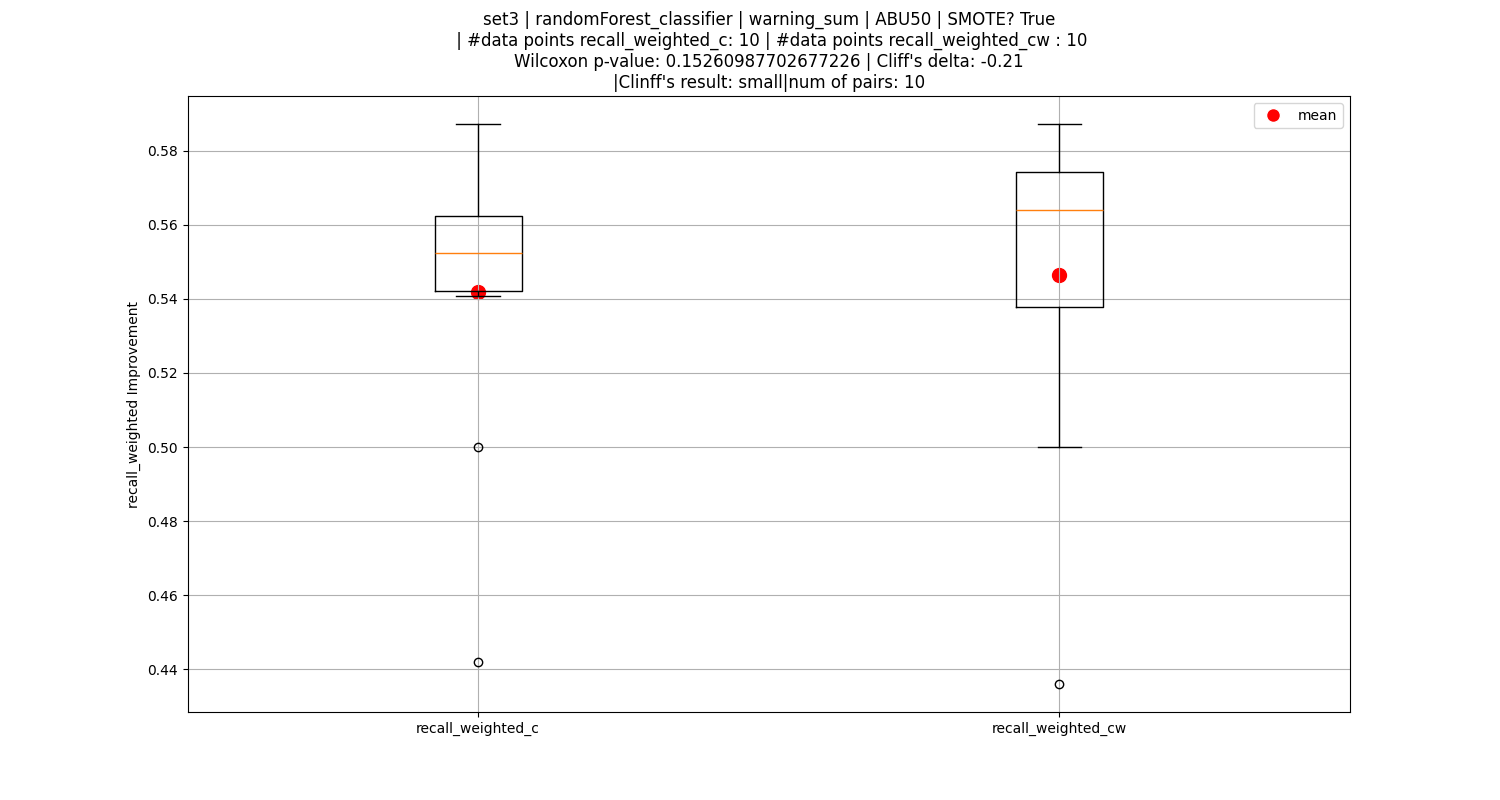 set3 | randomForest_classifier | warning_sum | ABU50 | SMOTE? True
| #data points recall_weighted_c: 10 | #data points recall_weighted_cw : 10
Wilcoxon p-value: 0.15260987702677226 | Cliff's delta: -0.21
|Clinff's result: small|num of pairs: 10
mean
0.58
0.56
0.54
0.52
0.50
0.48
0.46
0.44
recall_weighted Improvement
recall_weighted_c
recall_weighted_cw